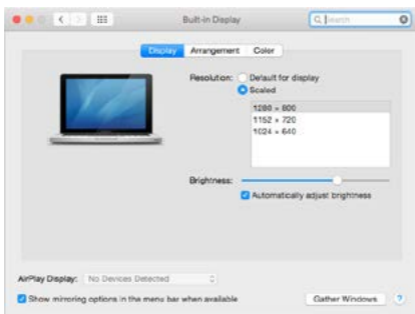 Built-in Display
Search
Display Arrangement Color
Resolution: Default for display
Scaled
1280 × 800
1152 × 720
1024 × 640
Brightness:
Automatically adjust brightness
AirPlay Display: No Devices Detected
Show mirroring options in the menu bar when available
Gather Windows ?